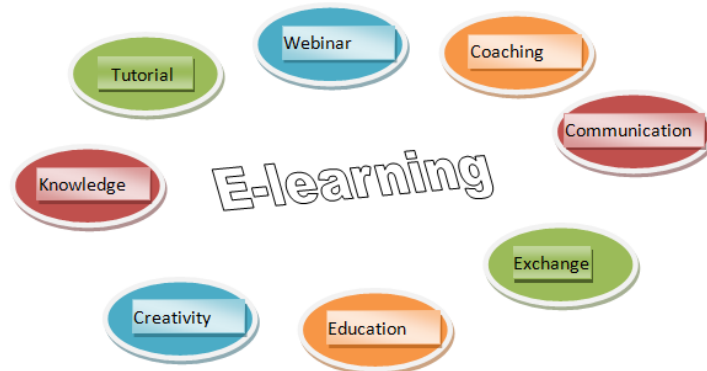 Webinar
Coaching
Tutorial
Communication
Knowledge
E-learning
Exchange
Creativity
Education